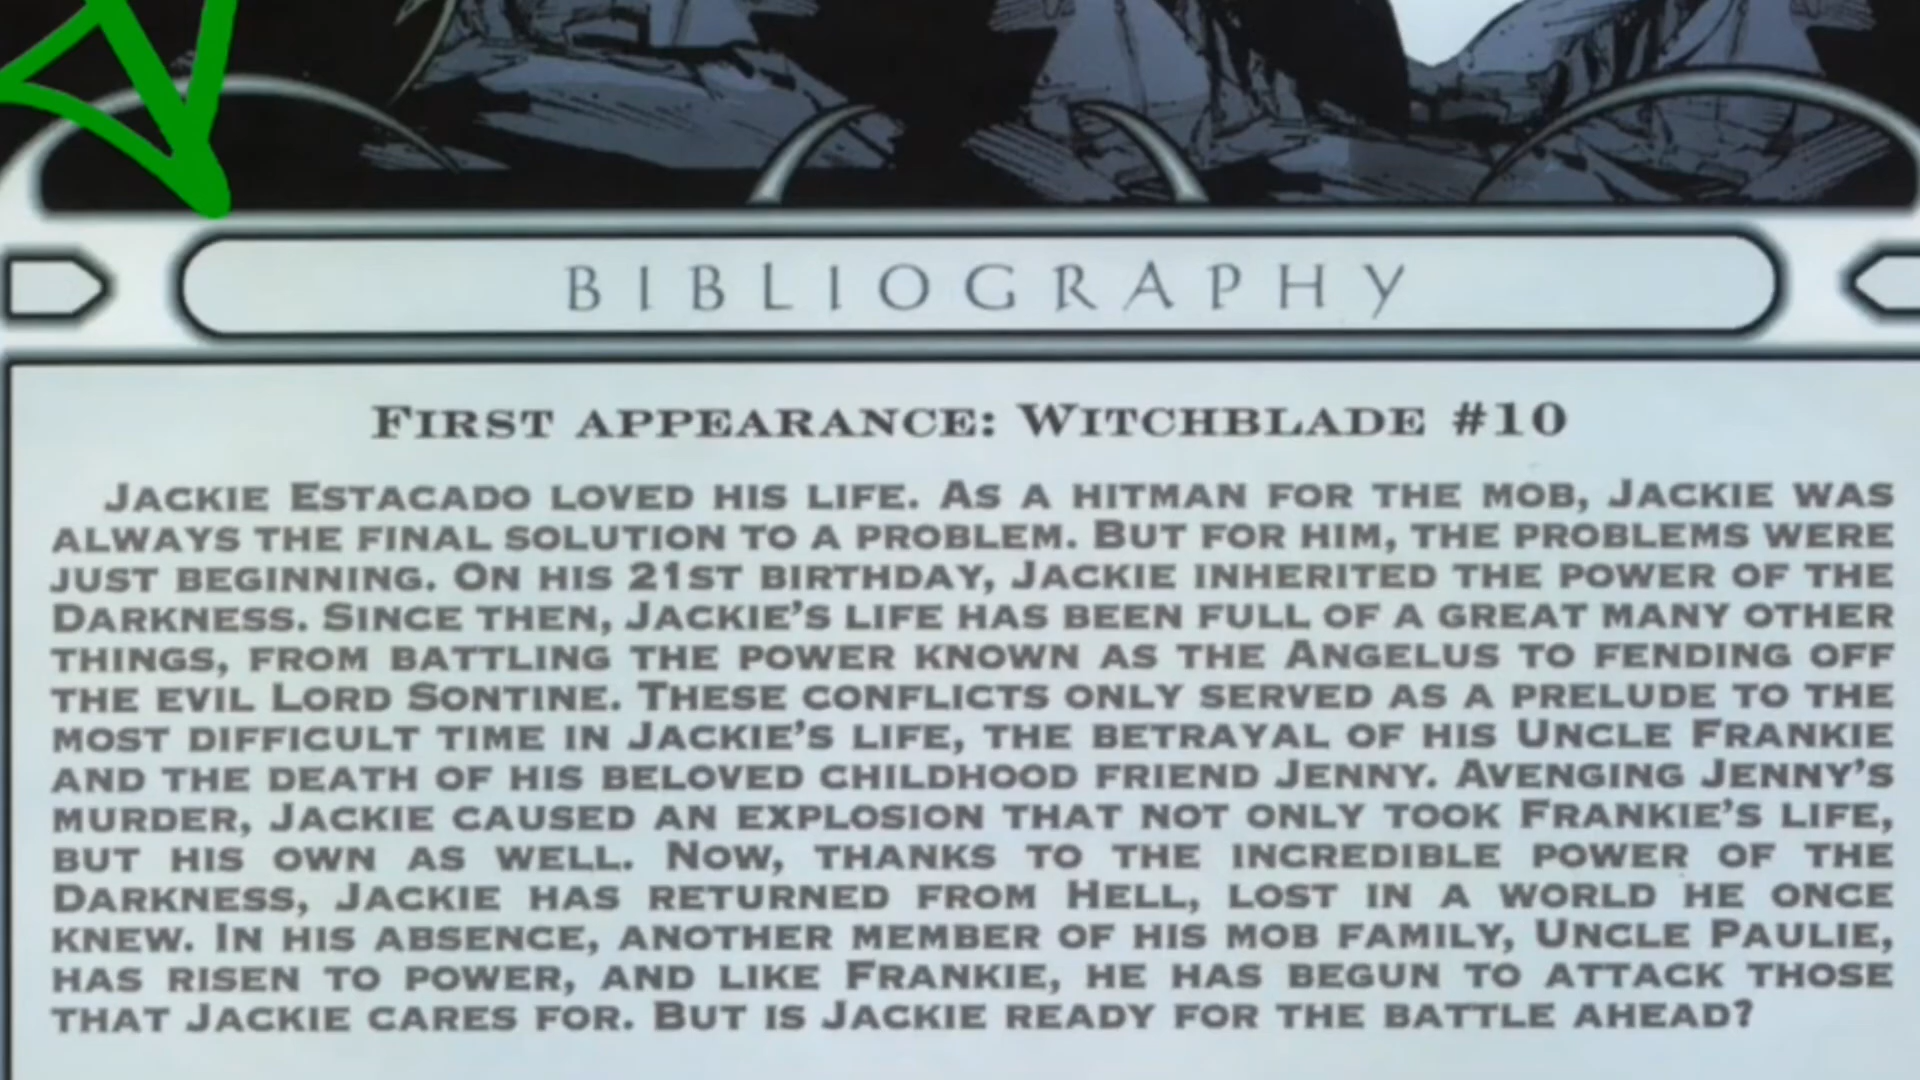 BIBLIOGRAPHY
FIRST APPEARANCE: WITCHBLADE #10
JACKIE ESTACADO LOVED HIS LIFE. AS A HITMAN FOR THE MOB, JACKIE WAS
ALWAYS THE FINAL SOLUTION TO A PROBLEM. BUT FOR HIM, THE PROBLEMS WERE
JUST BEGINNING. ON HIS 21ST BIRTHDAY, JACKIE INHERITED THE POWER OF THE
DARKNESS. SINCE THEN, JACKIE'S LIFE HAS BEEN FULL OF A GREAT MANY OTHER
THINGS, FROM BATTLING THE POWER KNOWN AS THE ANGELUS TO FENDING OFF
THE EVIL LORD SONTINE. THESE CONFLICTS ONLY SERVED AS A PRELUDE TO THE
MOST DIFFICULT TIME IN JACKIE'S LIFE, THE BETRAYAL OF HIS UNCLE FRANKIE
AND THE DEATH OF HIS BELOVED CHILDHOOD FRIEND JENNY. AVENGING JENNY'S
MURDER, JACKIE CAUSED AN EXPLOSION THAT NOT ONLY TOOK FRANKIE'S LIFE,
BUT HIS OWN AS WELL. NOW, THANKS TO THE INCREDIBLE POWER OF THE
DARKNESS, JACKIE HAS RETURNED FROM HELL, LOST IN A WORLD HE ONCE
KNEW. IN HIS ABSENCE, ANOTHER MEMBER OF HIS MOB FAMILY, UNCLE PAULIE,
HAS RISEN TO POWER, AND LIKE FRANKIE, HE HAS BEGUN TO ATTACK THOSE
THAT JACKIE CARES FOR. BUT IS JACKIE READY FOR THE BATTLE AHEAD?